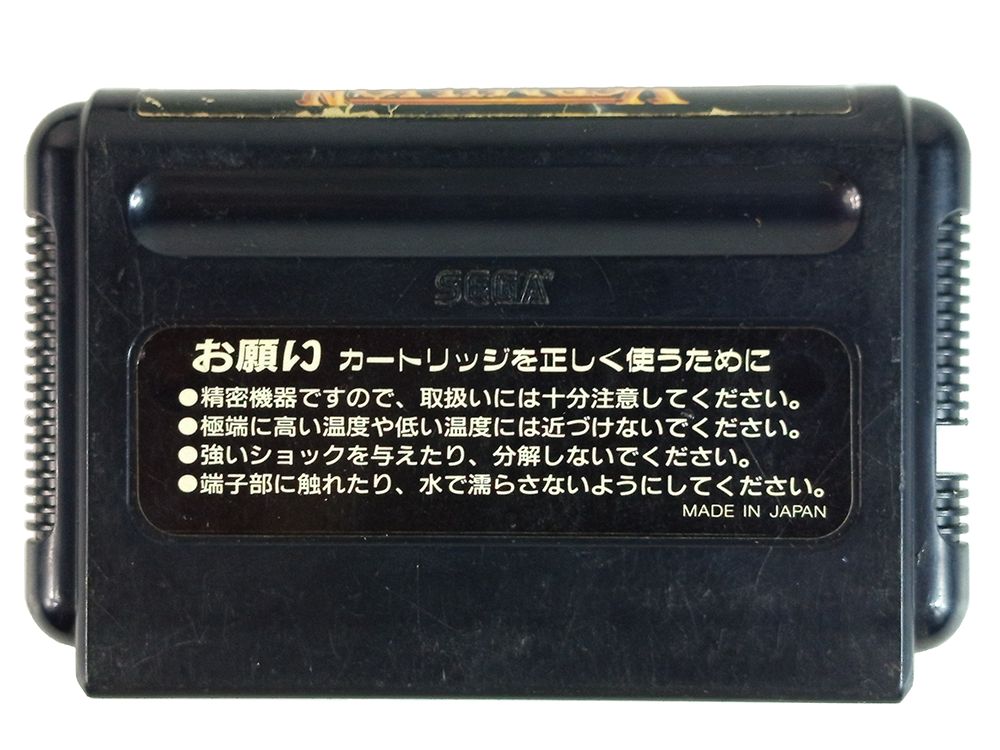 SEGA
お願い カートリッジを正しく使うために
●精密機器ですので、取扱いには十分注意してください。
●極端に高い温度や低い温度には近づけないでください。
●強いショックを与えたり、分解しないでください。
●端子部に触れたり、水で濡らさないようにしてください。
MADE IN JAPAN